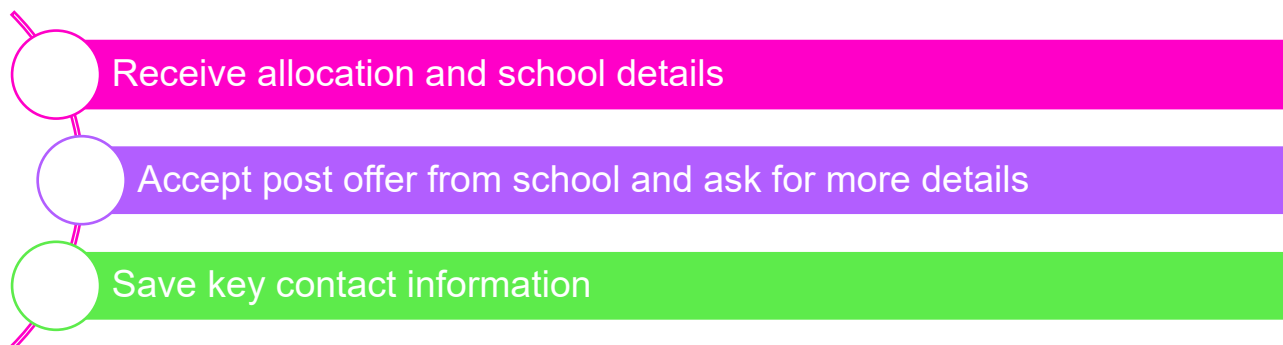 Receive allocation and school details
Accept post offer from school and ask for more details
Save key contact information